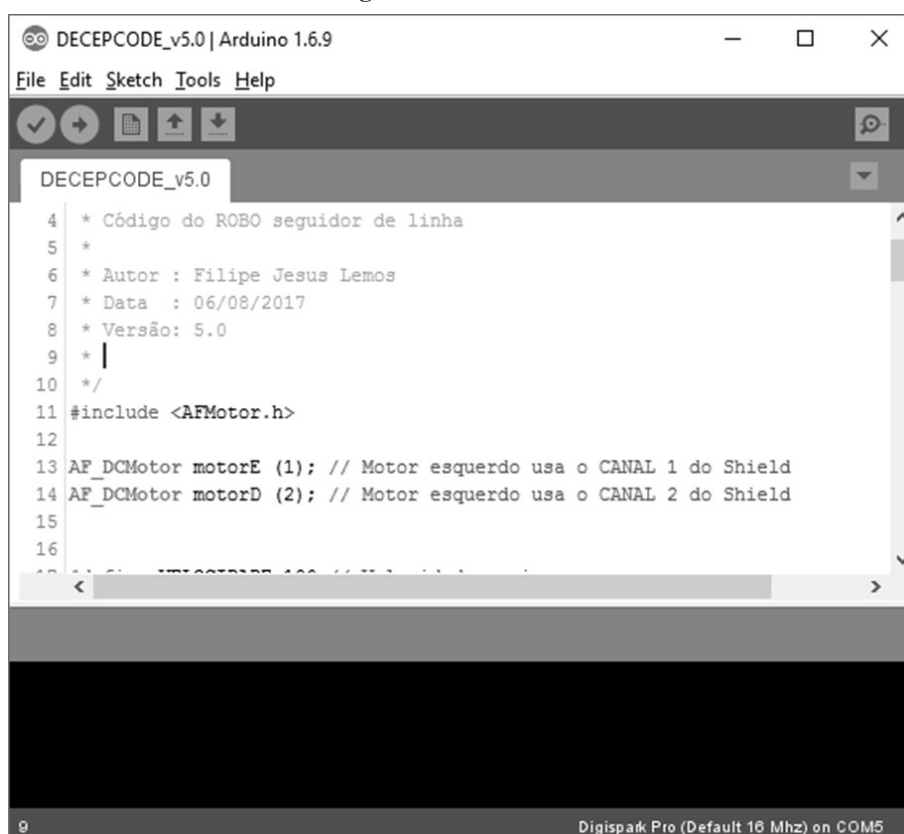 DECEPCODE_v5.0 | Arduino 1.6.9
File Edit Sketch Tools Help
DECEPCODE_v5.0
4 * Código do ROBO seguidor de linha
5 *
6 * Autor : Filipe Jesus Lemos
7 * Data : 06/08/2017
8 * Versão: 5.0
9 *
10 */
11 #include <AFMotor.h>
12
13 AF_DCMotor motorE (1); // Motor esquerdo usa o CANAL 1 do Shield
14 AF_DCMotor motorD (2); // Motor esquerdo usa o CANAL 2 do Shield
15
16
9 Digispark Pro (Default 16 Mhz) on COM5